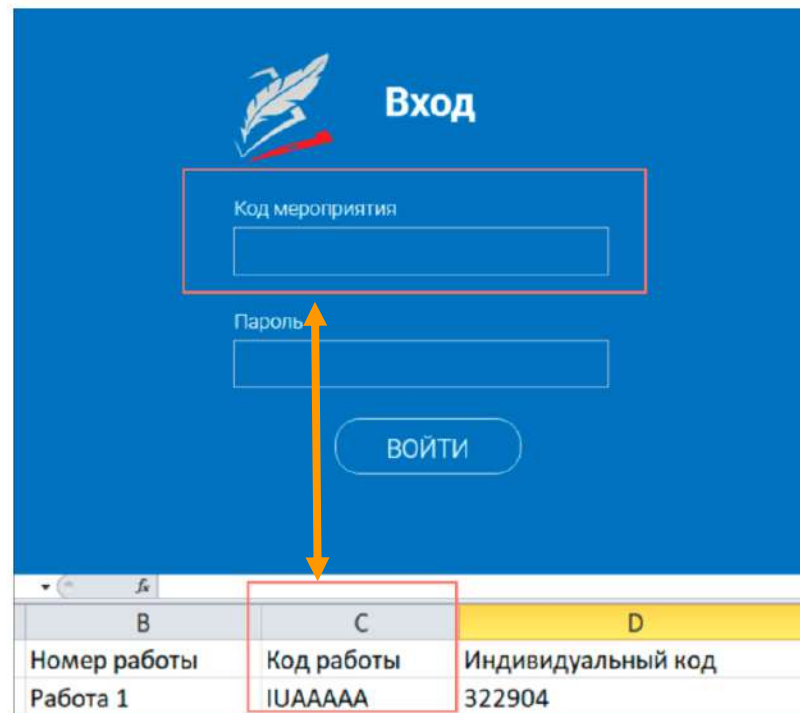 Вход
Код мероприятия
Пароль
ВОЙТИ
fx
B C D
Номер работы Код работы Индивидуальный код
Работа 1 IUAAAAA 322904